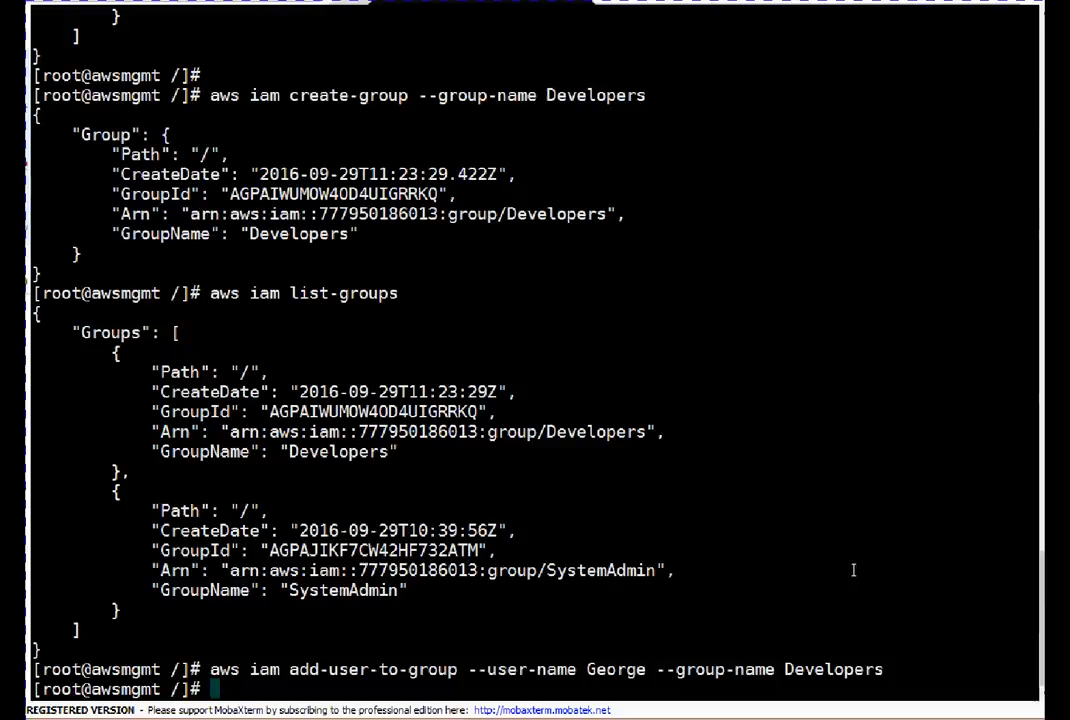 }
]
}
[root@awsmgmt /]#
[root@awsmgmt /]# aws iam create-group --group-name Developers
{
"Group": {
"Path": "/",
"CreateDate": "2016-09-29T11:23:29.422Z",
"GroupId": "AGPAIWUMOW4OD4UIGRRKQ",
"Arn": "arn:aws:iam::777950186013:group/Developers",
"GroupName": "Developers"
}
}
[root@awsmgmt /]# aws iam list-groups
{
"Groups": [
{
"Path": "/",
"CreateDate": "2016-09-29T11:23:29Z",
"GroupId": "AGPAIWUMOW4OD4UIGRRKQ",
"Arn": "arn:aws:iam::777950186013:group/Developers",
"GroupName": "Developers"
},
{
"Path": "/",
"CreateDate": "2016-09-29T10:39:56Z",
"GroupId": "AGPAJIKF7CW42HF732ATM",
"Arn": "arn:aws:iam::777950186013:group/SystemAdmin",
"GroupName": "SystemAdmin"
}
]
}
[root@awsmgmt /]# aws iam add-user-to-group --user-name George --group-name Developers
[root@awsmgmt /]#
REGISTERED VERSION - Please support MobaXterm by subscribing to the professional edition here: http://mobaxterm.mobatek.net